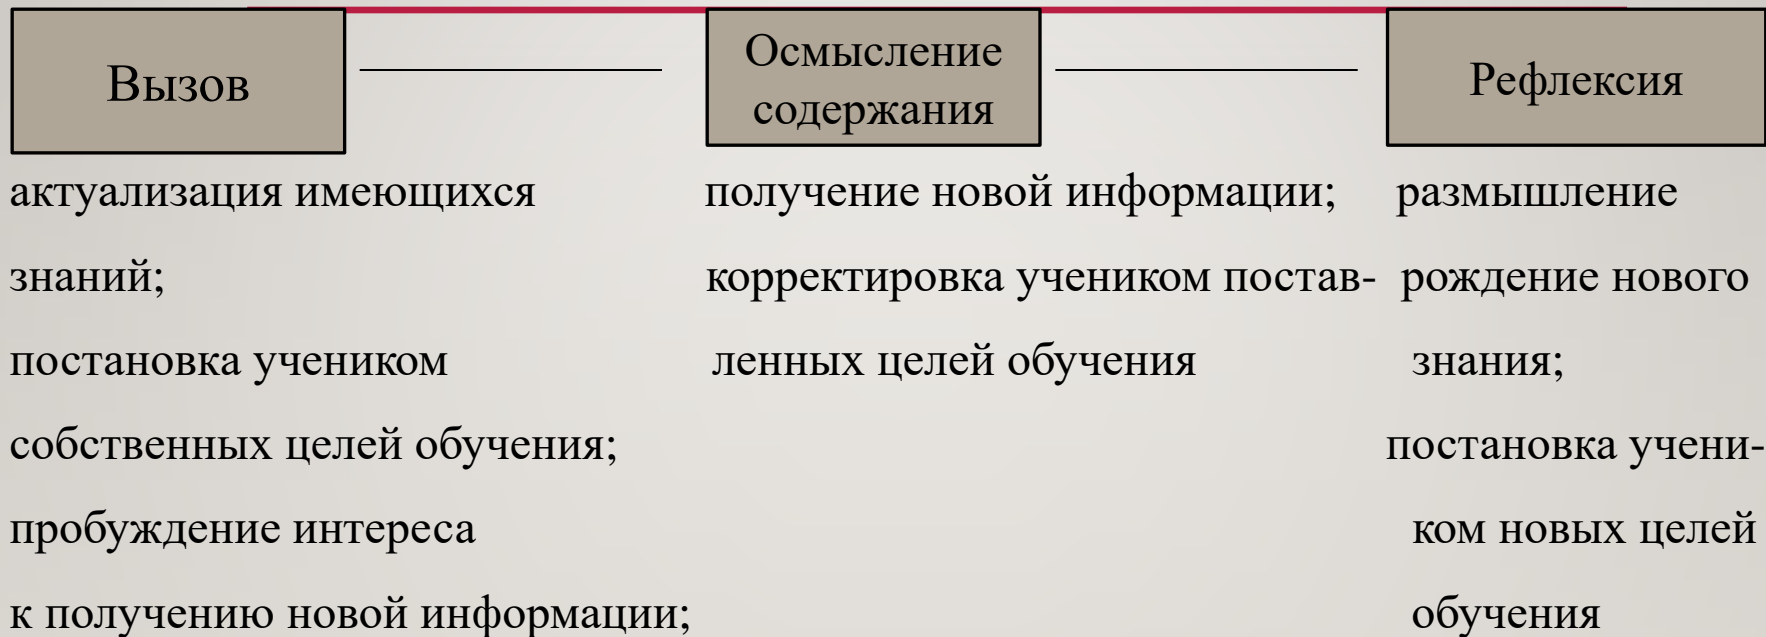 Вызов
Осмысление
содержания
Рефлексия
актуализация имеющихся
знаний;
постановка учеником
собственных целей обучения;
пробуждение интереса
к получению новой информации;
получение новой информации;
корректировка учеником постав-
ленных целей обучения
размышление
рождение нового
знания;
постановка учени-
ком новых целей
обучения